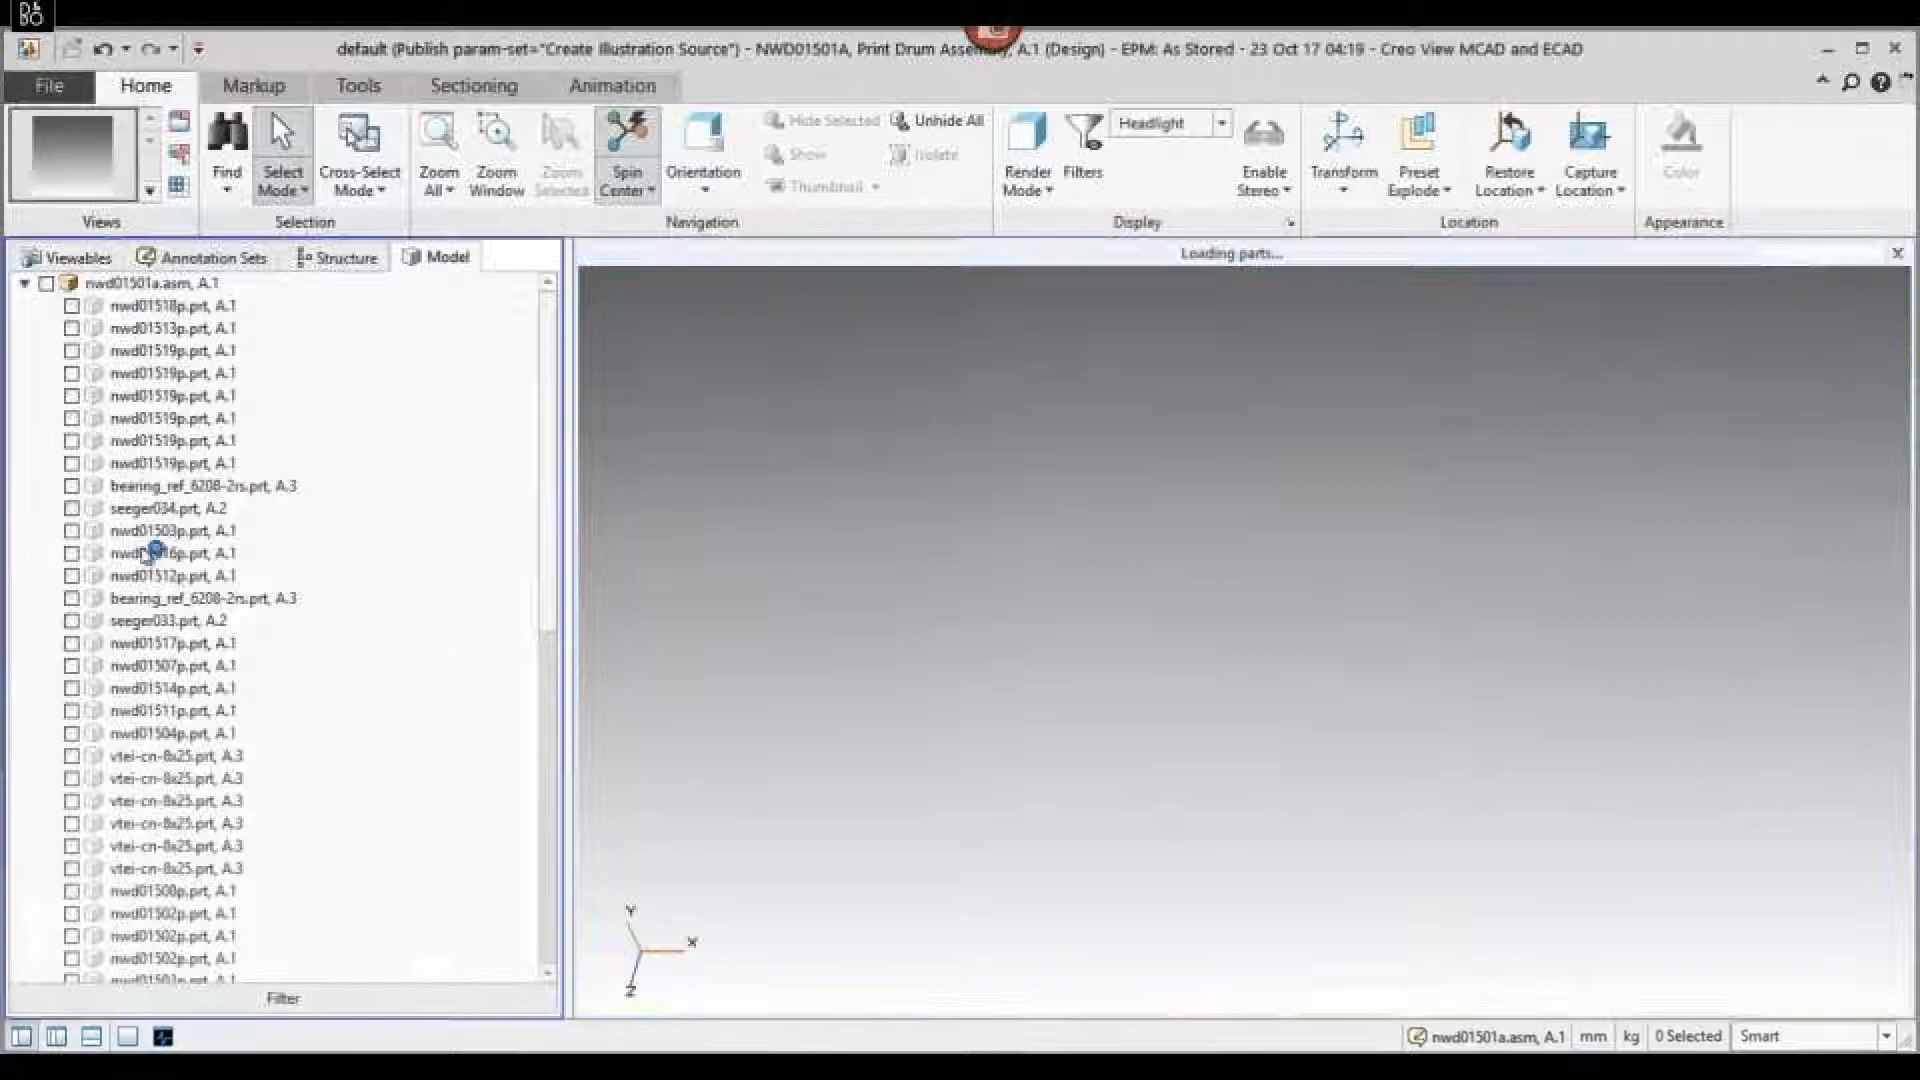 default (Publish param-set="Create Illustration Source") - NWD01501A, Print Drum Assembly, A.1 (Design) - EPM: As Stored - 23 Oct 17 04:19 - Creo View MCAD and ECAD
File Home Markup Tools Sectioning Animation
Hide Selected Unhide All
Headlight
Show Isolate
Find Select Mode Cross-Select Mode Zoom All Zoom Window Zoom Selected Spin Center Orientation
Thumbnail
Render Mode Filters Enable Stereo Transform Preset Explode Restore Location Capture Location Color
Views Selection Navigation Display Location Appearance
Viewables Annotation Sets Structure Model
Loading parts...
nwd01501a.asm, A.1
nwd01518p.prt, A.1
nwd01513p.prt, A.1
nwd01519p.prt, A.1
nwd01519p.prt, A.1
nwd01519p.prt, A.1
nwd01519p.prt, A.1
nwd01519p.prt, A.1
nwd01519p.prt, A.1
bearing_ref_6208-2rs.prt, A.3
seeger034.prt, A.2
nwd01503p.prt, A.1
A.1
nwd01512p.prt, A.1
bearing_ref_6208-2rs.prt, A.3
seeger033.prt, A.2
nwd01517p.prt, A.1
nwd01507p.prt, A.1
nwd01514p.prt, A.1
nwd01511p.prt, A.1
nwd01504p.prt, A.1
vtei-cn-8x25.prt, A.3
vtei-cn-8x25.prt, A.3
vtei-cn-8x25.prt, A.3
vtei-cn-8x25.prt, A.3
vtei-cn-8x25.prt, A.3
vtei-cn-8x25.prt, A.3
nwd01508p.prt, A.1
nwd01502p.prt, A.1
nwd01502p.prt, A.1
nwd01502p.prt, A.1
Y
X
Z
Filter
nwd01501a.asm, A.1 mm kg 0 Selected Smart